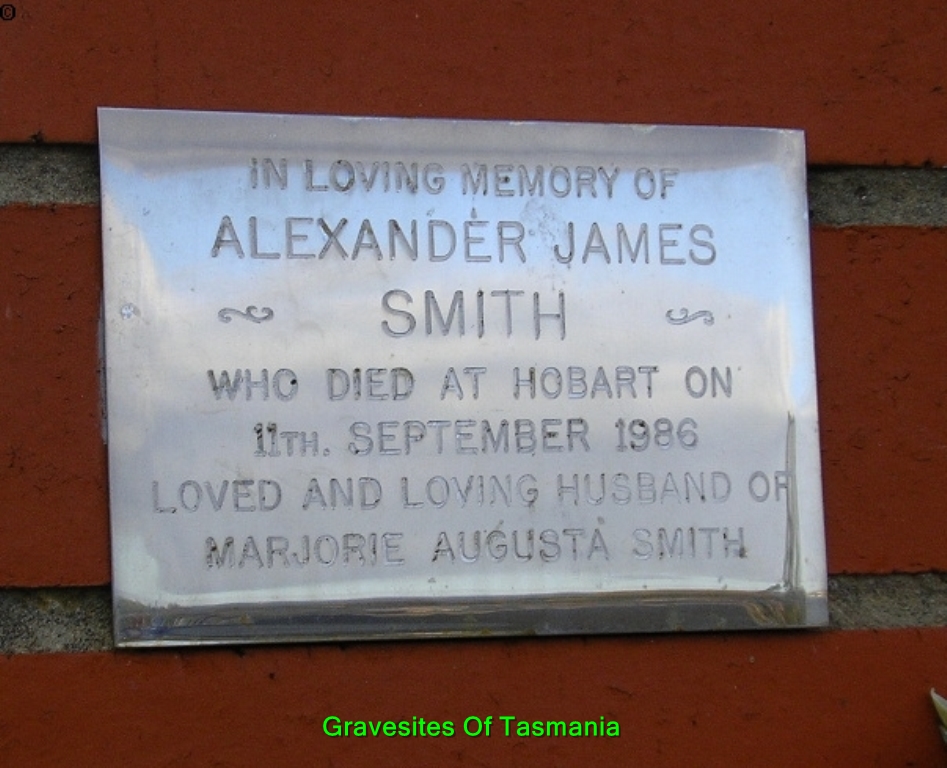 ©
IN LOVING MEMORY OF
ALEXANDER JAMES
SMITH
WHO DIED AT HOBART ON
11TH. SEPTEMBER 1986
LOVED AND LOVING HUSBAND OF
MARJORIE AUGUSTA SMITH
Gravesites Of Tasmania